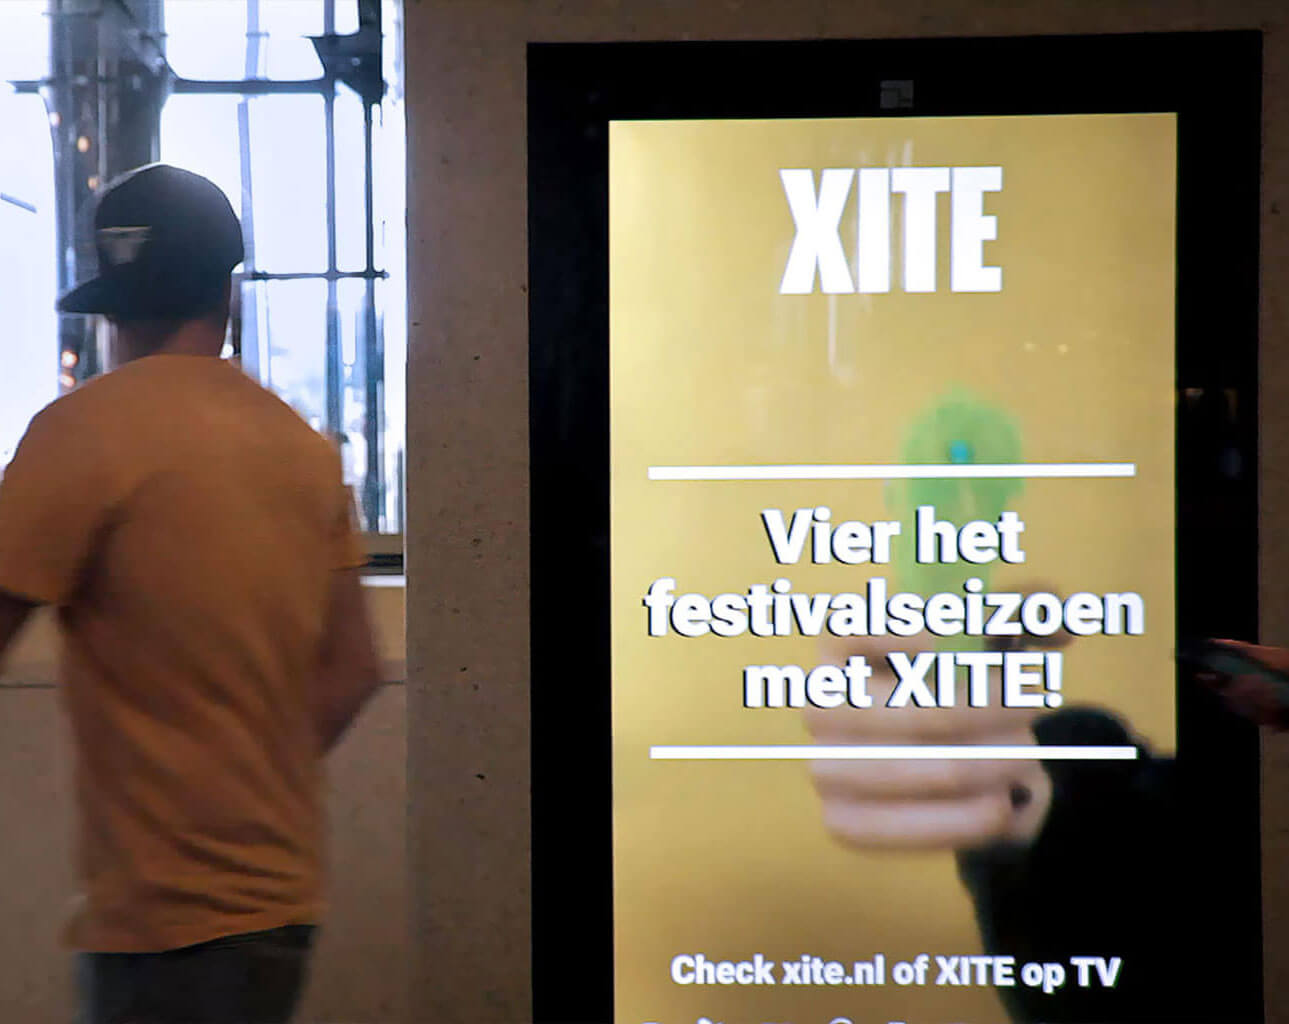 XITE
Vier het
festivalseizoen
met XITE!
Check xite.nl of XITE op TV